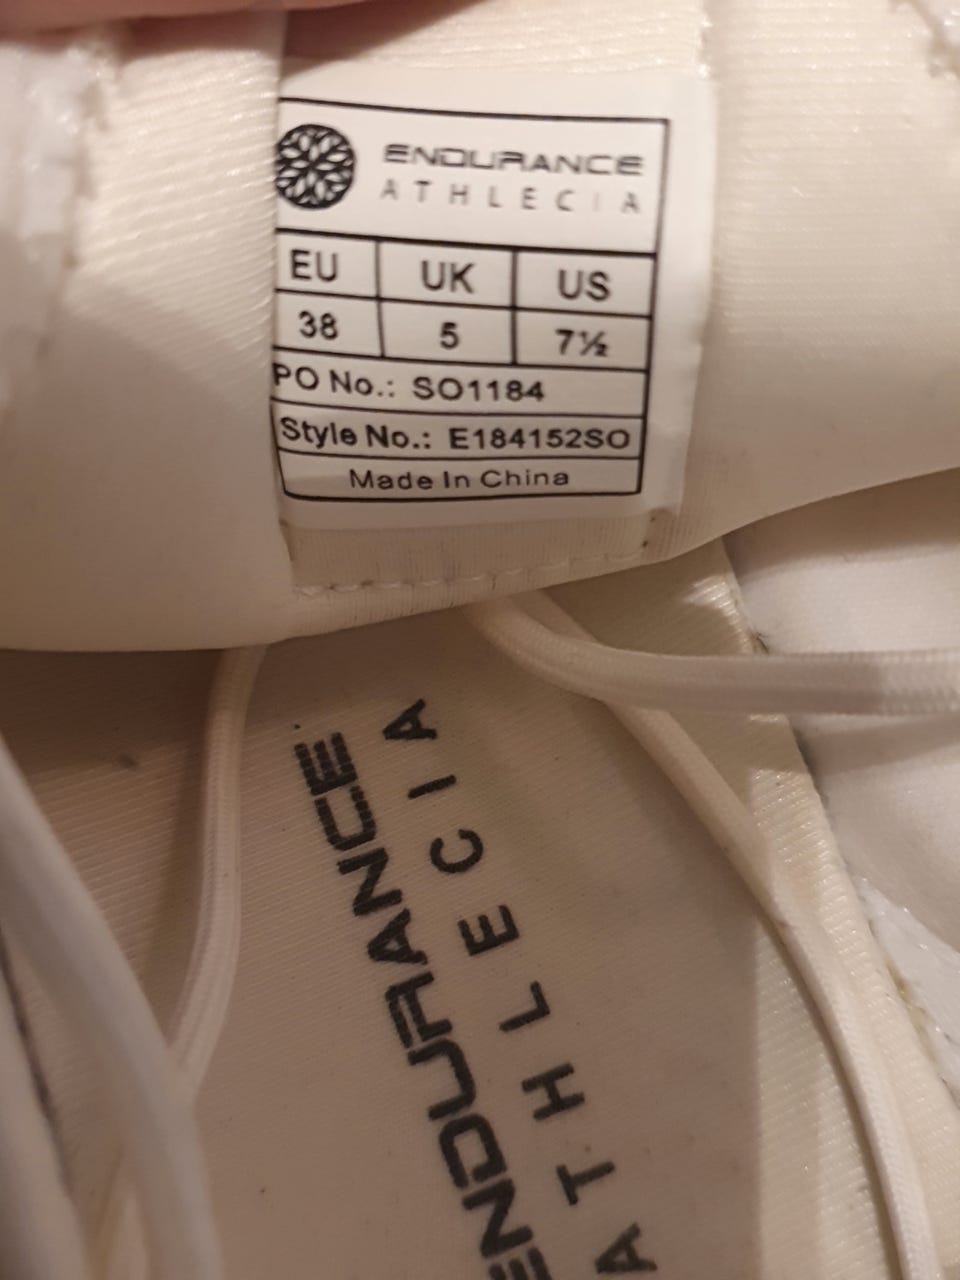 ENDURANCE
ATHLECIA
EU UK US
38 5 7½
PO No.: SO1184
Style No.: E184152SO
Made In China
ENDURANCE
ATHLECIA